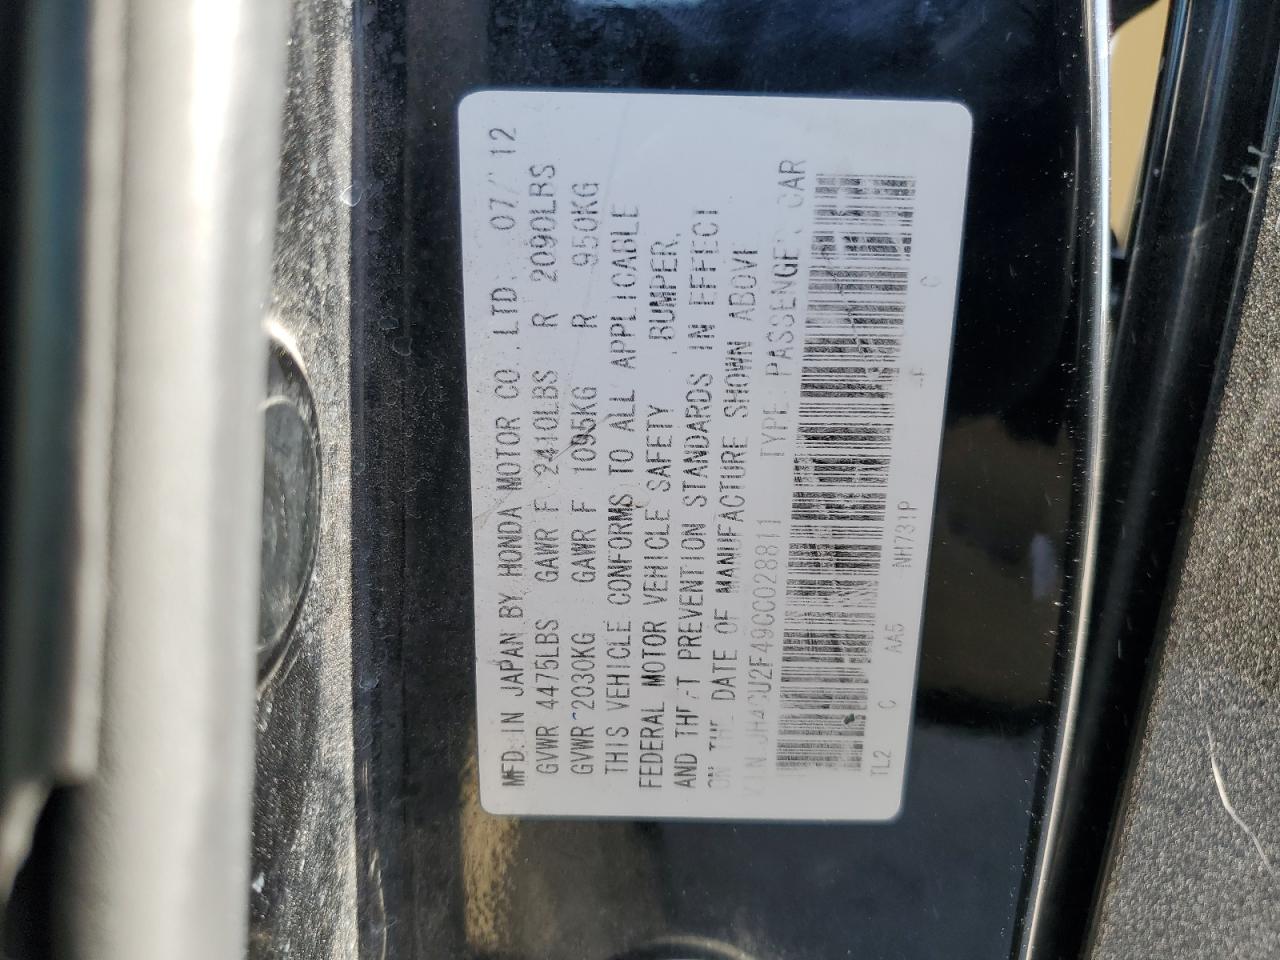 MFD. IN JAPAN BY HONDA MOTOR CO., LTD. 07/12
GVWR 4475LBS GAWR F 2410LBS R 2090LBS
GVWR 2030KG GAWR F 1095KG R 950KG
THIS VEHICLE CONFORMS TO ALL APPLICABLE
FEDERAL MOTOR VEHICLE SAFETY, BUMPER,
AND THEFT PREVENTION STANDARDS IN EFFECT
ON THE DATE OF MANUFACTURE SHOWN ABOVE
V.I.N. JH4CU2F49CC02881 TYPE: PASSENGER CAR
TL2 C AA5 NH731P C